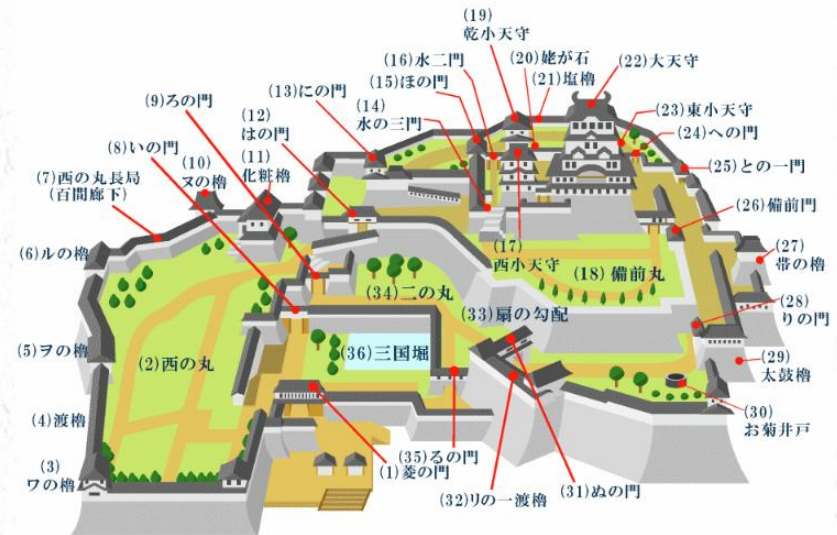 (19)
乾小天守
(20)姥が石
(16)水二門
(21)塩櫓
(22)大天守
(15)ほの門
(13)にの門
(14)
水の三門
(9)ろの門
(12)
はの門
(23)東小天守
(24)への門
(8)いの門
(10)
ヌの櫓
(11)
化粧櫓
(7)西の丸長局
(百間廊下)
(25)との一門
(26)備前門
(6)ルの櫓
(17)
西小天守
(18)備前丸
(27)
帯の櫓
(34)二の丸
(33)扇の勾配
(28)
りの門
(5)ヲの櫓
(2)西の丸
(36)三国堀
(29)
太鼓櫓
(4)渡櫓
(30)
お菊井戸
(3)
ワの櫓
(35)るの門
(1)菱の門
(31)ぬの門
(32)リの一渡櫓